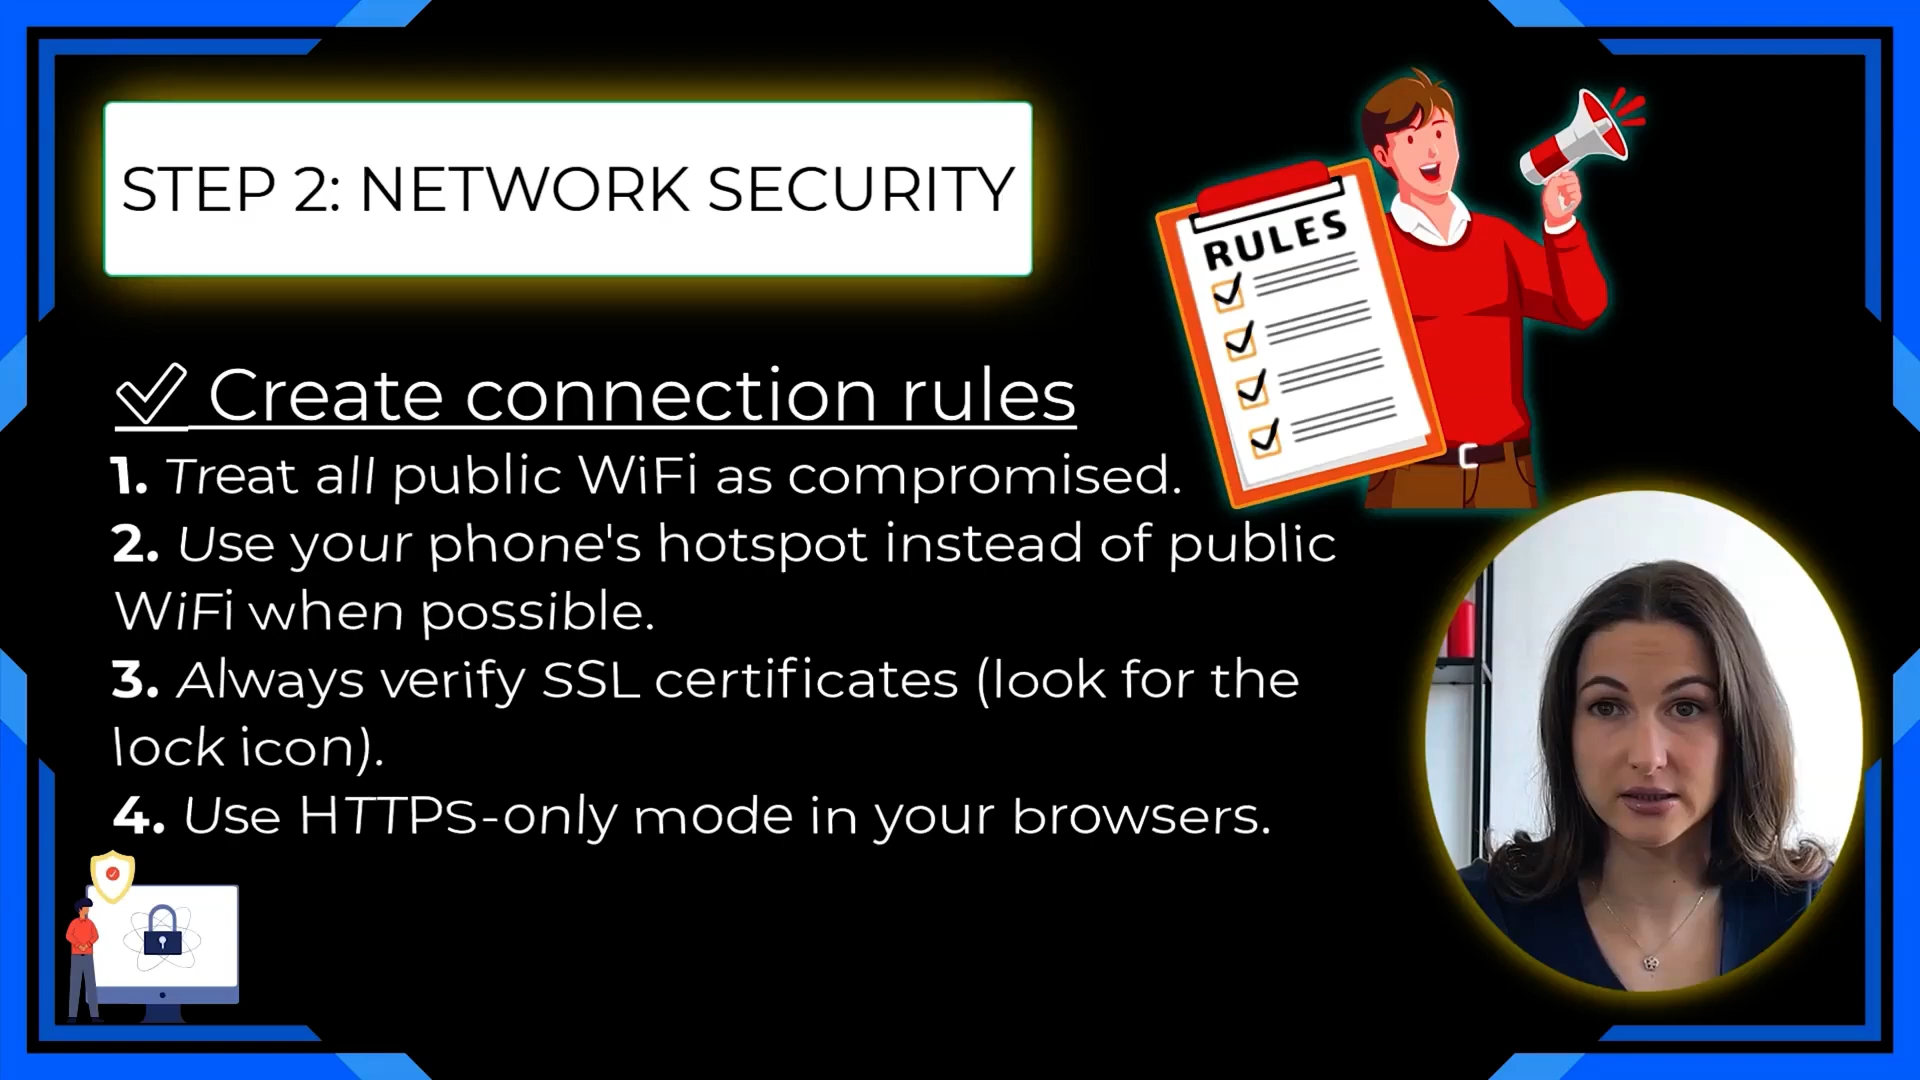 STEP 2: NETWORK SECURITY
RULES
Create connection rules
1. Treat all public WiFi as compromised.
2. Use your phone's hotspot instead of public
WiFi when possible.
3. Always verify SSL certificates (look for the
lock icon).
4. Use HTTPS-only mode in your browsers.